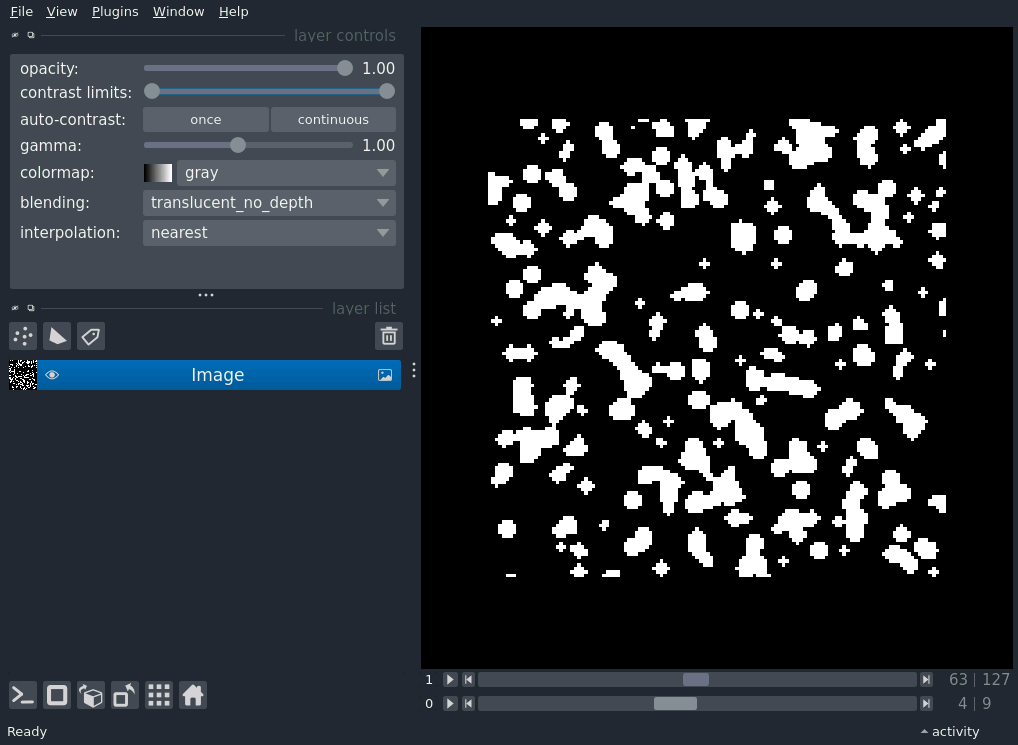 File View Plugins Window Help
layer controls
opacity: 1.00
contrast limits:
auto-contrast: once continuous
gamma: 1.00
colormap: gray
blending: translucent_no_depth
interpolation: nearest
layer list
Image
1 63 | 127
0 4 | 9
Ready activity